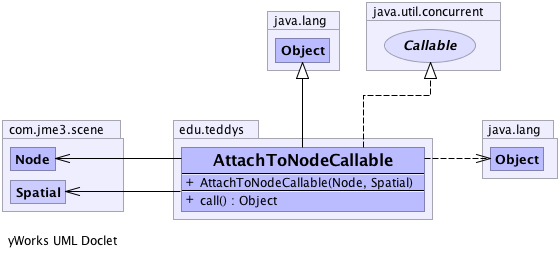 java.lang
Object
java.util.concurrent
Callable
com.jme3.scene
Node
Spatial
edu.teddys
AttachToNodeCallable
+ AttachToNodeCallable(Node, Spatial)
+ call() : Object
java.lang
Object
yWorks UML Doclet